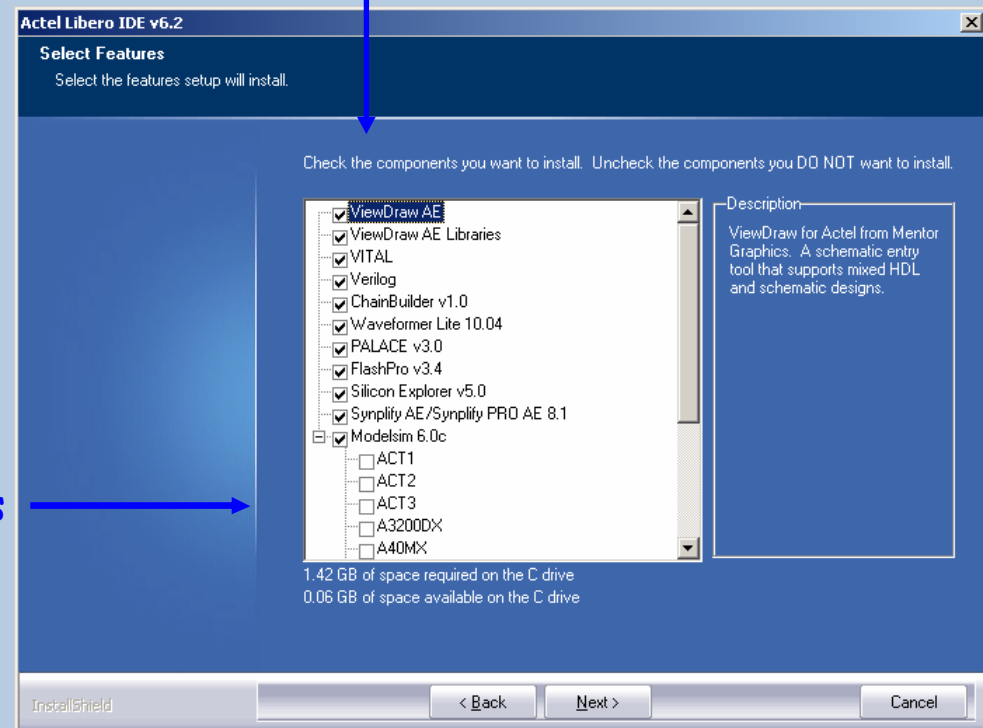 Actel Libero IDE v6.2
Select Features
Select the features setup will install.
Check the components you want to install. Uncheck the components you DO NOT want to install.
ViewDraw AE
ViewDraw AE Libraries
VITAL
Verilog
ChainBuilder v1.0
Waveformer Lite 10.04
PALACE v3.0
FlashPro v3.4
Silicon Explorer v5.0
Synplify AE/Synplify PRO AE 8.1
Modelsim 6.0c
ACT1
ACT2
ACT3
A3200DX
A40MX
Description
ViewDraw for Actel from Mentor
Graphics. A schematic entry
tool that supports mixed HDL
and schematic designs.
s
1.42 GB of space required on the C drive
0.06 GB of space available on the C drive
InstallShield
< Back
Next >
Cancel